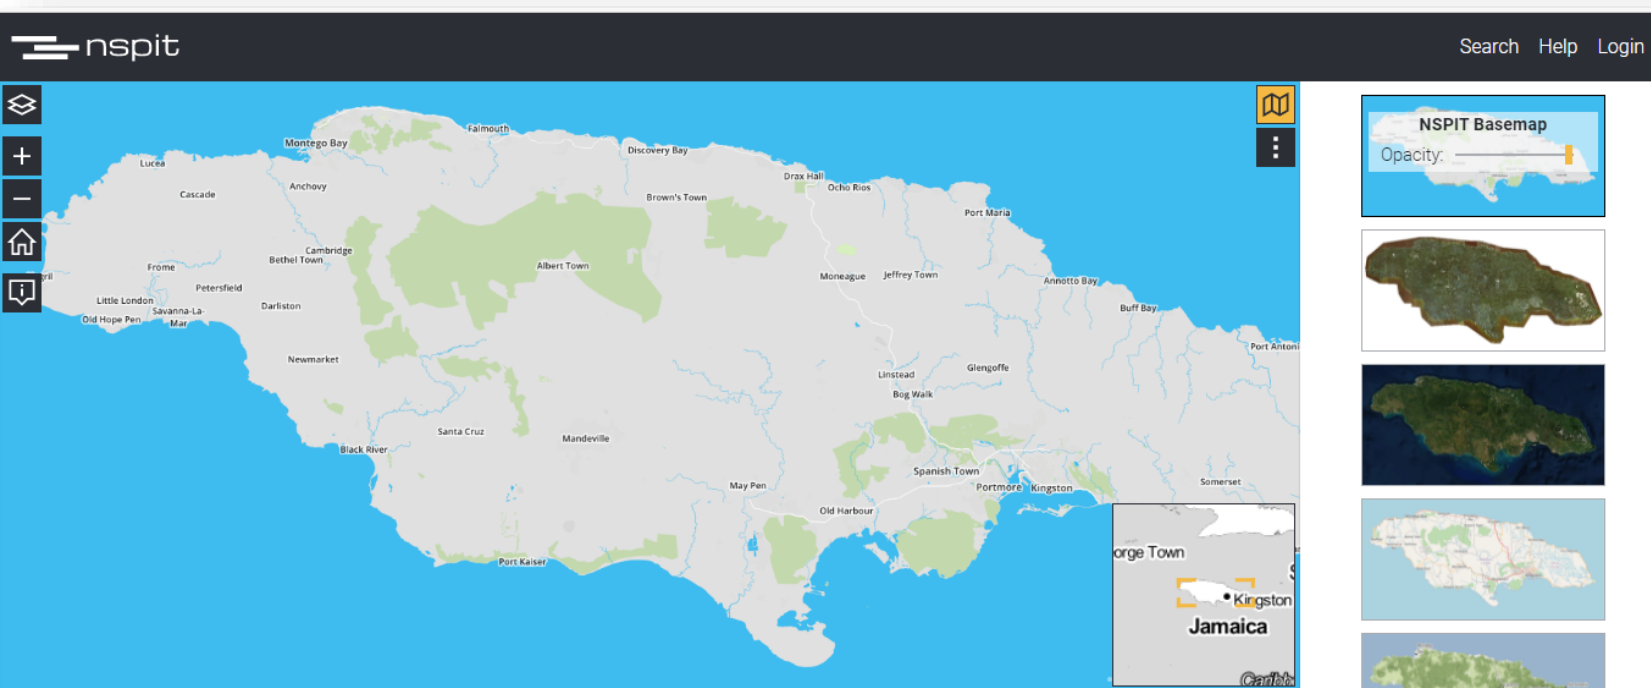 nspit
Search Help Login
Falmouth
Montego Bay
Discovery Bay
Lucea
Drax Hall
Anchovy
Ocho Rios
Cascade
Brown's Town
Port Maria
Cambridge
Bethel Town
Albert Town
Frome
Moneague
Jeffrey Town
Annotto Bay
Petersfield
Little London
Darliston
Savanna-La-
Mar
Old Hope Pen
Buff Bay
Port Antoni
Newmarket
Linstead
Glengoffe
Bog Walk
Santa Cruz
Mandeville
Black River
Spanish Town
May Pen
Portmore
Kingston
Somerset
Old Harbour
Port Kaiser
orge Town
Kingston
Jamaica
Caribb
NSPIT Basemap
Opacity: